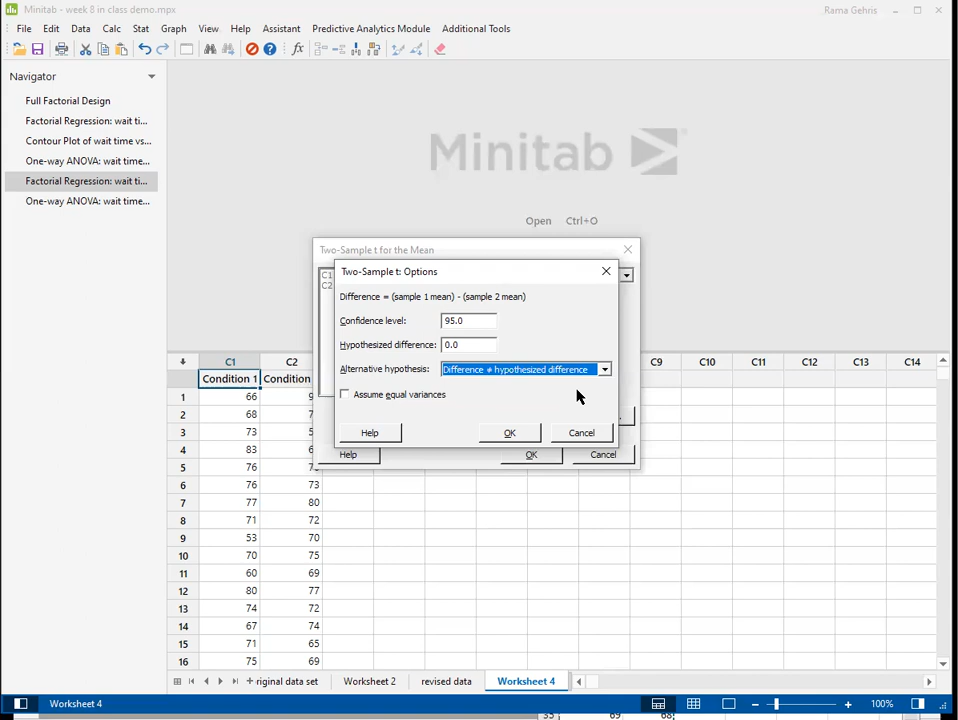 Minitab - week 8 in class demo.mpx
Rama Gehris
File Edit Data Calc Stat Graph View Help Assistant Predictive Analytics Module Additional Tools
Navigator
Full Factorial Design
Factorial Regression: wait ti...
Contour Plot of wait time vs...
One-way ANOVA: wait time...
Factorial Regression: wait ti...
One-way ANOVA: wait time...
Minitab
Open Ctrl+O
Two-Sample t for the Mean
C1
C2
Two-Sample t: Options
Difference = (sample 1 mean) - (sample 2 mean)
Confidence level: 95.0
Hypothesized difference: 0.0
Alternative hypothesis: Difference ≠ hypothesized difference
Assume equal variances
Help OK Cancel
Help OK Cancel
C1 C2 C9 C10 C11 C12 C13 C14
Condition 1 Condition
1 66
2 68
3 73
4 83
5 76
6 76 73
7 77 80
8 71 72
9 53 70
10 70 75
11 60 69
12 80 77
13 74 72
14 67 74
15 71 65
16 75 69
riginal data set Worksheet 2 revised data Worksheet 4
Worksheet 4 100%